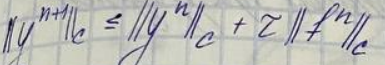 ‖y^{n+1}‖_c ≤ ‖y^n‖_c + τ‖f^n‖_c